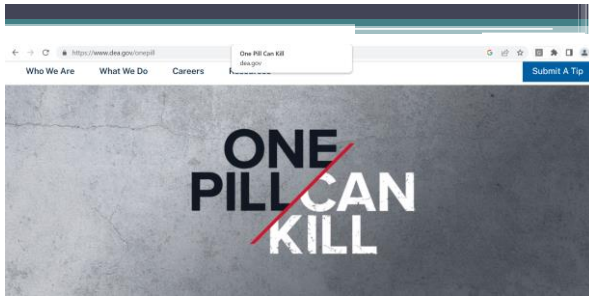 One Pill Can Kill
dea.gov
https://www.dea.gov/onepill
Who We Are What We Do Careers Resources Submit A Tip
ONE
PILL CAN
KILL